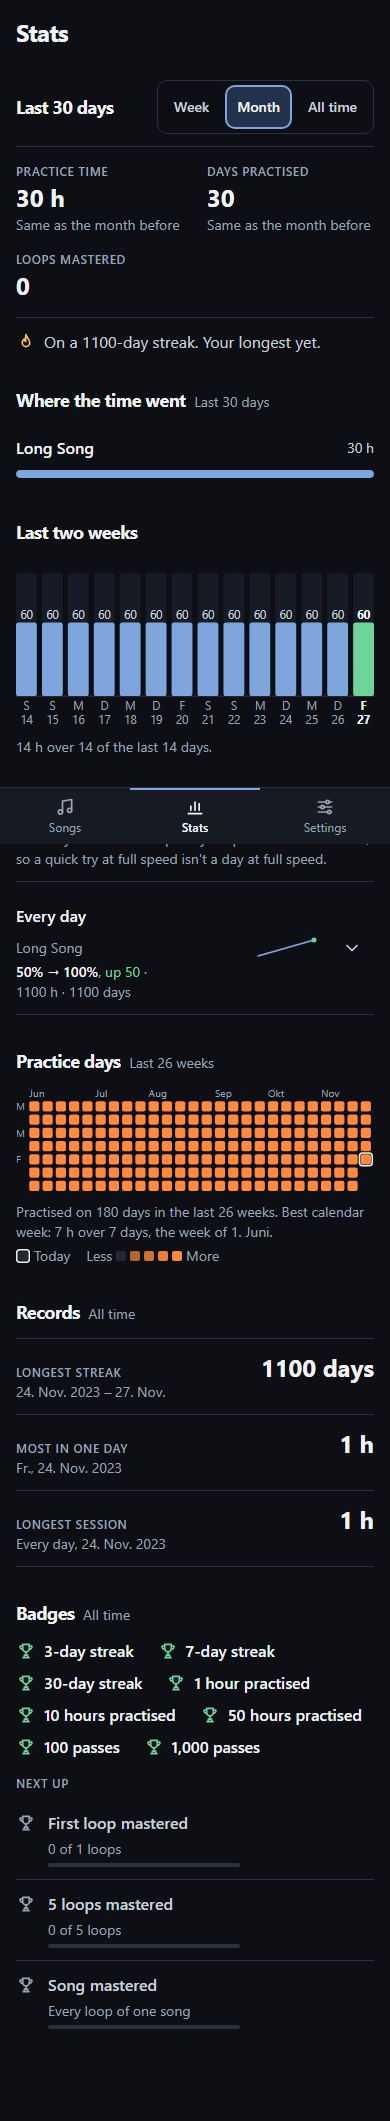 Stats
Last 30 days
Week Month All time
PRACTICE TIME
30 h
Same as the month before
DAYS PRACTISED
30
Same as the month before
LOOPS MASTERED
0
On a 1100-day streak. Your longest yet.
Where the time went Last 30 days
Long Song 30 h
Last two weeks
60 60 60 60 60 60 60 60 60 60 60 60 60 60
S M D M D F S S M D M D F
14 15 16 17 18 19 20 21 22 23 24 25 26 27
14 h over 14 of the last 14 days.
Songs Stats Settings
so a quick try at full speed isn't a day at full speed.
Every day
Long Song
50% → 100%, up 50 ·
1100 h · 1100 days
Practice days Last 26 weeks
Jun Jul Aug Sep Okt Nov
M
M
F
Practised on 180 days in the last 26 weeks. Best calendar
week: 7 h over 7 days, the week of 1. Juni.
Today Less More
Records All time
LONGEST STREAK 1100 days
24. Nov. 2023 – 27. Nov.
MOST IN ONE DAY 1 h
Fr., 24. Nov. 2023
LONGEST SESSION 1 h
Every day, 24. Nov. 2023
Badges All time
3-day streak 7-day streak
30-day streak 1 hour practised
10 hours practised 50 hours practised
100 passes 1,000 passes
NEXT UP
First loop mastered
0 of 1 loops
5 loops mastered
0 of 5 loops
Song mastered
Every loop of one song